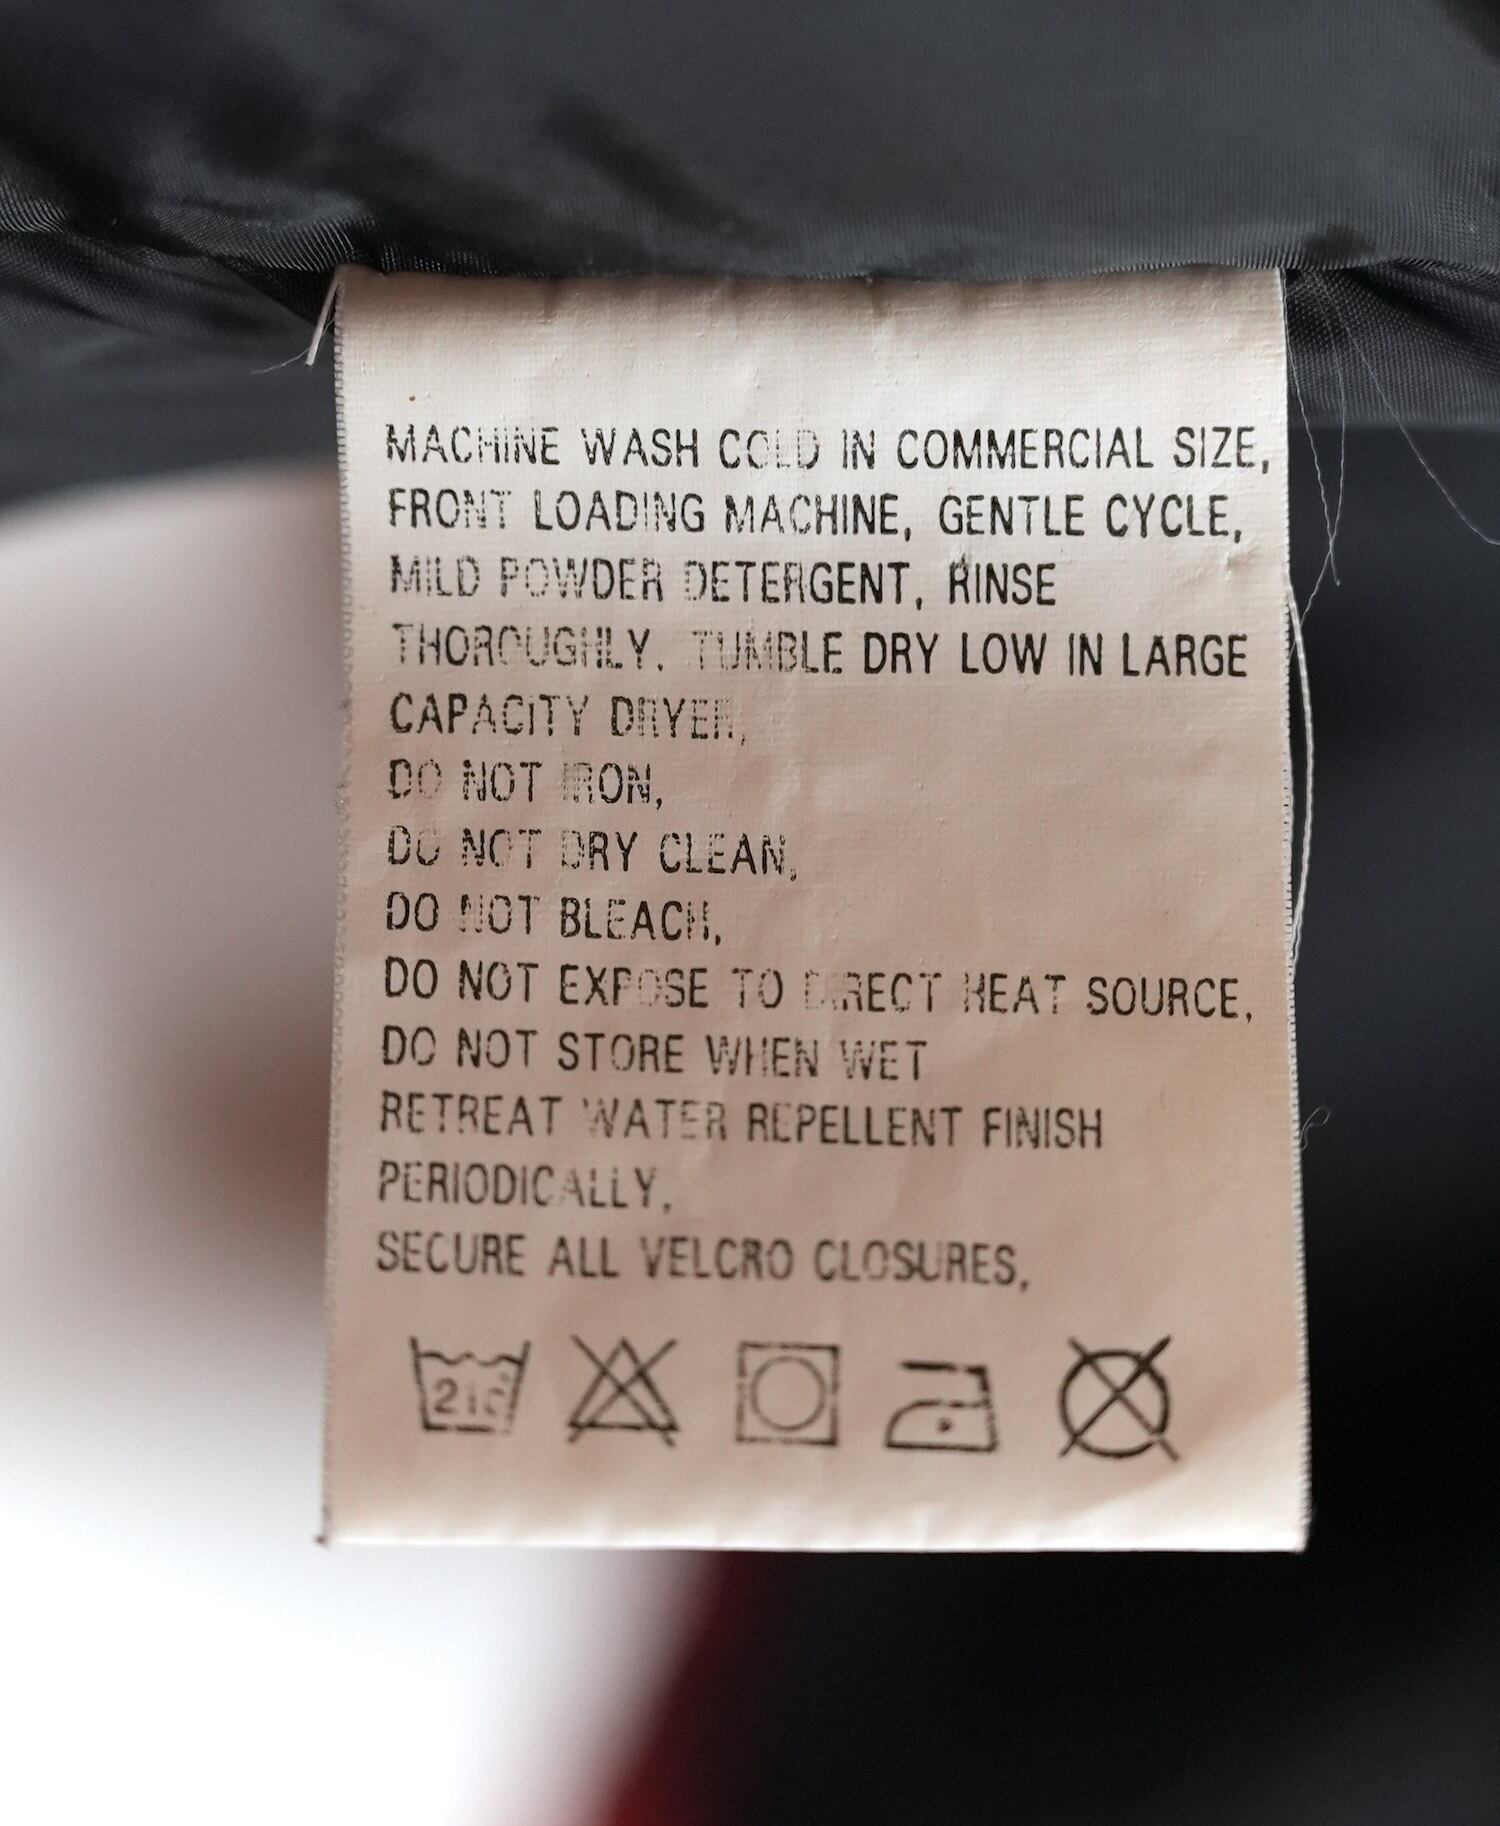 MACHINE WASH COLD IN COMMERCIAL SIZE,
FRONT LOADING MACHINE, GENTLE CYCLE,
MILD POWDER DETERGENT, RINSE
THOROUGHLY. TUMBLE DRY LOW IN LARGE
CAPACITY DRYER,
DO NOT IRON,
DO NOT DRY CLEAN,
DO NOT BLEACH,
DO NOT EXPOSE TO DIRECT HEAT SOURCE,
DO NOT STORE WHEN WET
RETREAT WATER REPELLENT FINISH
PERIODICALLY,
SECURE ALL VELCRO CLOSURES,